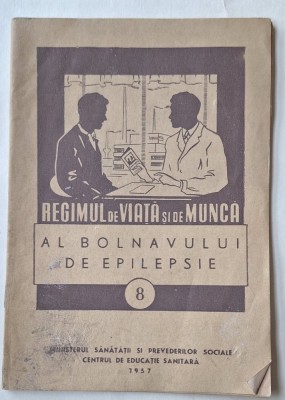 REGIMUL DE VIAȚĂ ȘI DE MUNCĂ
AL BOLNAVULUI
DE EPILEPSIE
8
MINISTERUL SĂNĂTĂȚII ȘI PREVEDERILOR SOCIALE
CENTRUL DE EDUCAȚIE SANITARĂ
1957